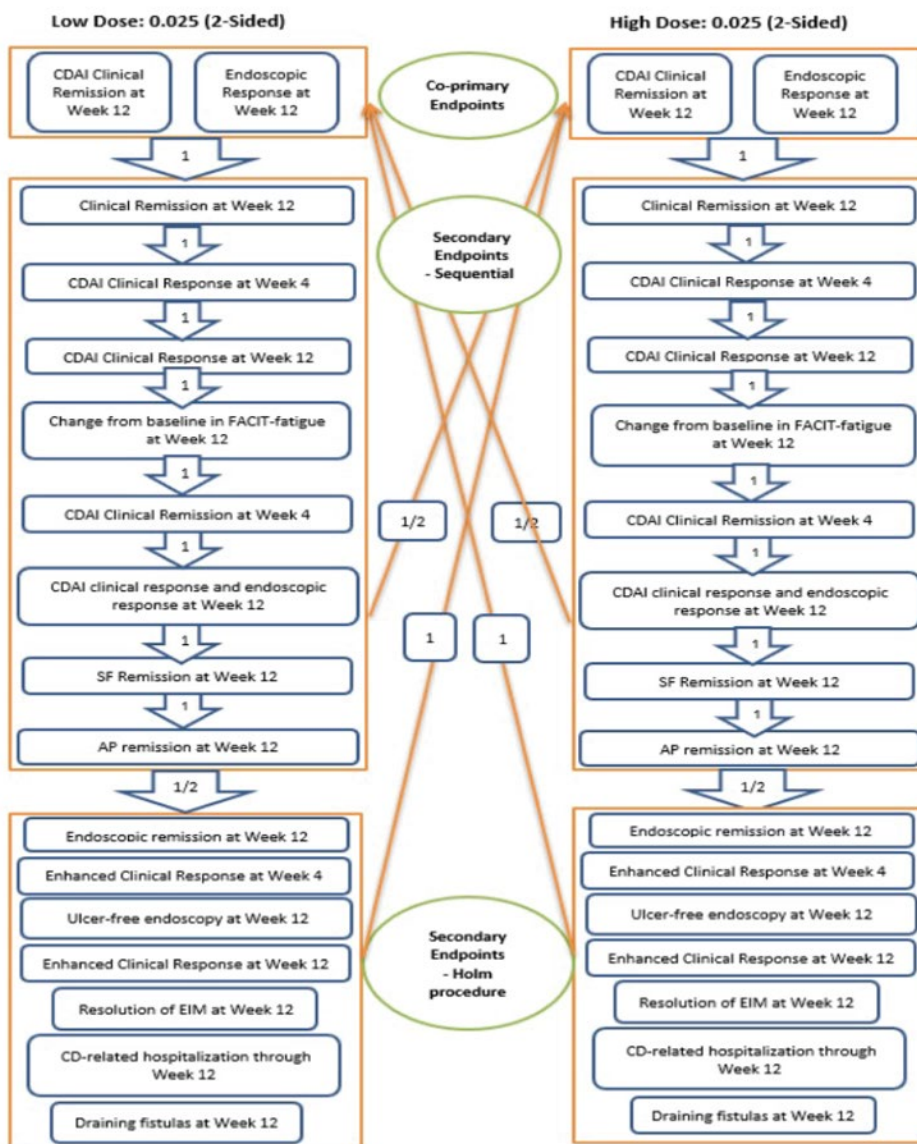 Low Dose: 0.025 (2-Sided)
CDAI Clinical
Remission at
Week 12
Endoscopic
Response at
Week 12
1
Clinical Remission at Week 12
1
CDAI Clinical Response at Week 4
1
CDAI Clinical Response at Week 12
1
Change from baseline in FACIT-fatigue
at Week 12
1
CDAI Clinical Remission at Week 4
1
CDAI clinical response and endoscopic
response at Week 12
1
SF Remission at Week 12
1
AP remission at Week 12
1/2
Endoscopic remission at Week 12
Enhanced Clinical Response at Week 4
Ulcer-free endoscopy at Week 12
Enhanced Clinical Response at Week 12
Resolution of EIM at Week 12
CD-related hospitalization through
Week 12
Draining fistulas at Week 12
Co-primary
Endpoints
Secondary
Endpoints
- Sequential
1/2
1/2
1
1
Secondary
Endpoints
- Holm
procedure
High Dose: 0.025 (2-Sided)
CDAI Clinical
Remission at
Week 12
Endoscopic
Response at
Week 12
1
Clinical Remission at Week 12
1
CDAI Clinical Response at Week 4
1
CDAI Clinical Response at Week 12
1
Change from baseline in FACIT-fatigue
at Week 12
1
CDAI Clinical Remission at Week 4
1
CDAI clinical response and endoscopic
response at Week 12
1
SF Remission at Week 12
1
AP remission at Week 12
1/2
Endoscopic remission at Week 12
Enhanced Clinical Response at Week 4
Ulcer-free endoscopy at Week 12
Enhanced Clinical Response at Week 12
Resolution of EIM at Week 12
CD-related hospitalization through
Week 12
Draining fistulas at Week 12